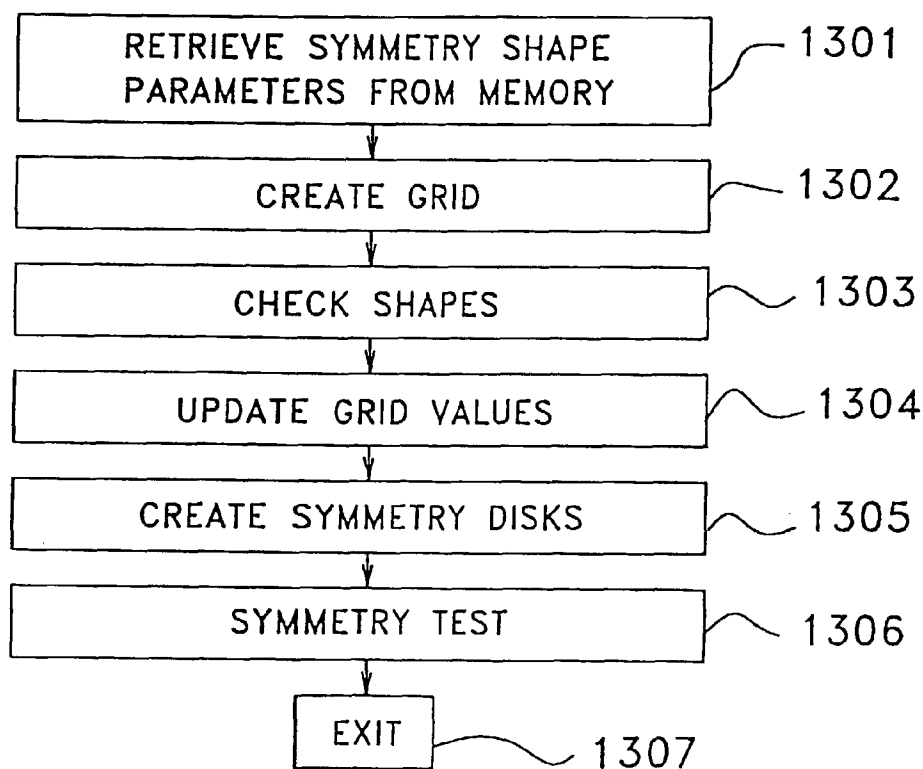 RETRIEVE SYMMETRY SHAPE
PARAMETERS FROM MEMORY
1301
CREATE GRID
1302
CHECK SHAPES
1303
UPDATE GRID VALUES
1304
CREATE SYMMETRY DISKS
1305
SYMMETRY TEST
1306
EXIT
1307